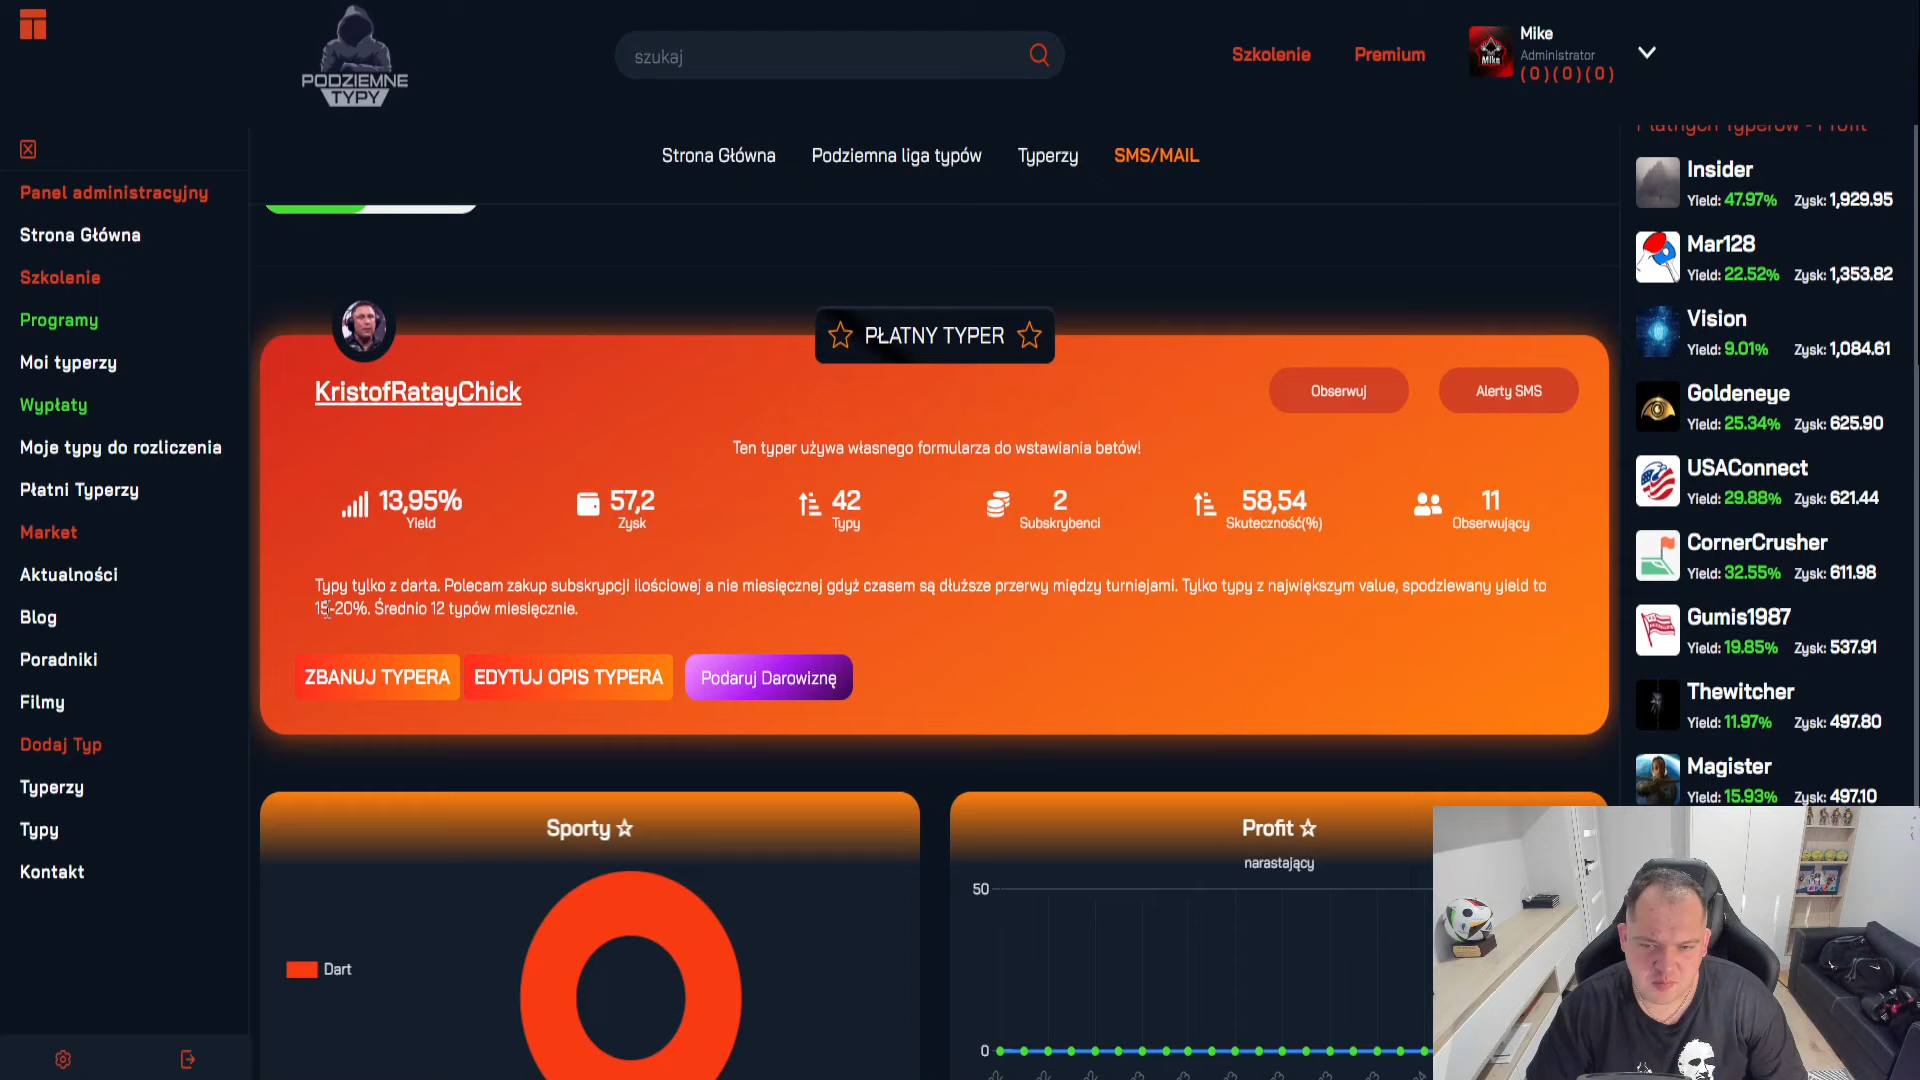 PODZIEMNE
TYPY
szukaj
Szkolenie
Premium
Mike
Administrator
( 0 ) ( 0 ) ( 0 )
Strona Główna
Podziemna liga typów
Typerzy
SMS/MAIL
Panel administracyjny
Strona Główna
Szkolenie
Programy
Moi typerzy
Wypłaty
Moje typy do rozliczenia
Płatni Typerzy
Market
Aktualności
Blog
Poradniki
Filmy
Dodaj Typ
Typerzy
Typy
Kontakt
PŁATNY TYPER
KristofRatayChick
Obserwuj
Alerty SMS
Ten typer używa własnego formularza do wstawiania betów!
13,95%
Yield
57,2
Zysk
42
Typy
2
Subskrybenci
58,54
Skuteczność(%)
11
Obserwujący
Typy tylko z darta. Polecam zakup subskrypcji ilościowej a nie miesięcznej gdyż czasem są dłuższe przerwy między turniejami. Tylko typy z największym value, spodziewany yield to
15-20%. Średnio 12 typów miesięcznie.
ZBANUJ TYPERA
EDYTUJ OPIS TYPERA
Podaruj Darowiznę
Sporty ☆
Dart
Profit ☆
narastający
50
0
Płatnych Typerów - Profit
Insider
Yield: 47.97% Zysk: 1,929.95
Mar128
Yield: 22.52% Zysk: 1,353.82
Vision
Yield: 9.01% Zysk: 1,084.61
Goldeneye
Yield: 25.34% Zysk: 625.90
USAConnect
Yield: 29.88% Zysk: 621.44
CornerCrusher
Yield: 32.55% Zysk: 611.98
Gumis1987
Yield: 19.85% Zysk: 537.91
Thewitcher
Yield: 11.97% Zysk: 497.80
Magister
Yield: 15.93% Zysk: 497.10